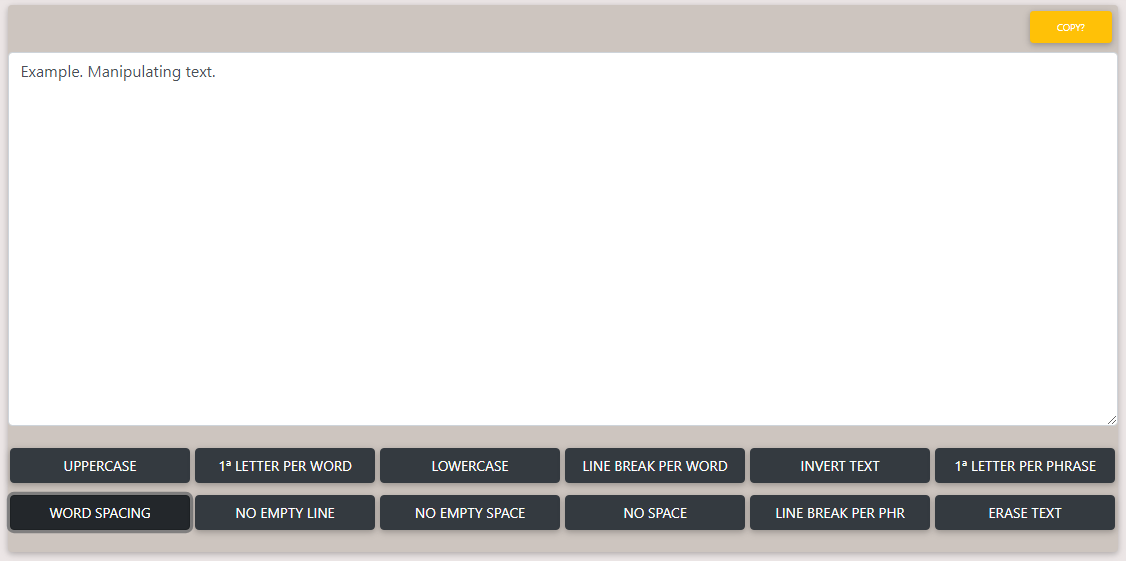 COPY?
Example. Manipulating text.
UPPERCASE
1ª LETTER PER WORD
LOWERCASE
LINE BREAK PER WORD
INVERT TEXT
1ª LETTER PER PHRASE
WORD SPACING
NO EMPTY LINE
NO EMPTY SPACE
NO SPACE
LINE BREAK PER PHR
ERASE TEXT